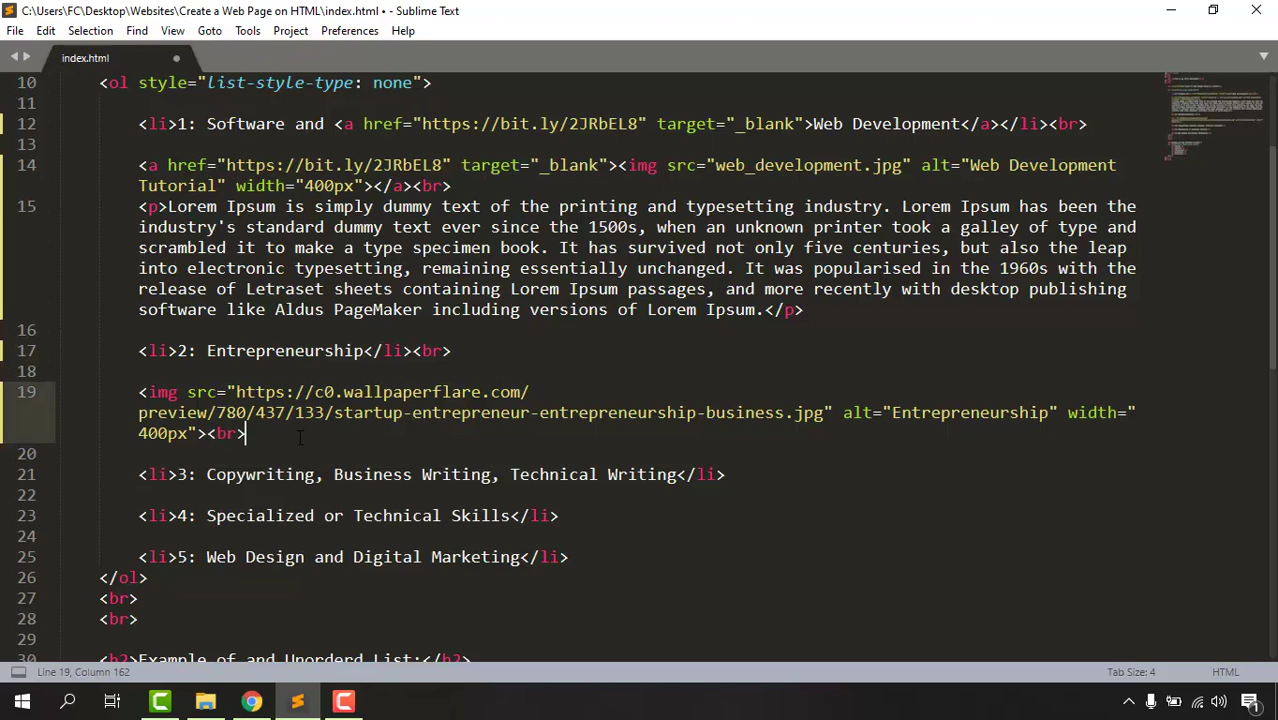 C:\Users\FC\Desktop\Websites\Create a Web Page on HTML\index.html • - Sublime Text
File Edit Selection Find View Goto Tools Project Preferences Help
index.html
10 <ol style="list-style-type: none">
11
12 <li>1: Software and <a href="https://bit.ly/2JRbEL8" target="_blank">Web Development</a></li><br>
13
14 <a href="https://bit.ly/2JRbEL8" target="_blank"><img src="web_development.jpg" alt="Web Development
Tutorial" width="400px"></a><br>
15 <p>Lorem Ipsum is simply dummy text of the printing and typesetting industry. Lorem Ipsum has been the
industry's standard dummy text ever since the 1500s, when an unknown printer took a galley of type and
scrambled it to make a type specimen book. It has survived not only five centuries, but also the leap
into electronic typesetting, remaining essentially unchanged. It was popularised in the 1960s with the
release of Letraset sheets containing Lorem Ipsum passages, and more recently with desktop publishing
software like Aldus PageMaker including versions of Lorem Ipsum.</p>
16
17 <li>2: Entrepreneurship</li><br>
18
19 <img src="https://c0.wallpaperflare.com/
preview/780/437/133/startup-entrepreneur-entrepreneurship-business.jpg" alt="Entrepreneurship" width="
400px"><br>
20
21 <li>3: Copywriting, Business Writing, Technical Writing</li>
22
23 <li>4: Specialized or Technical Skills</li>
24
25 <li>5: Web Design and Digital Marketing</li>
26 </ol>
27 <br>
28 <br>
29
30 <h2>Example of and Unorderd List:</h2>
Line 19, Column 162 Tab Size: 4 HTML